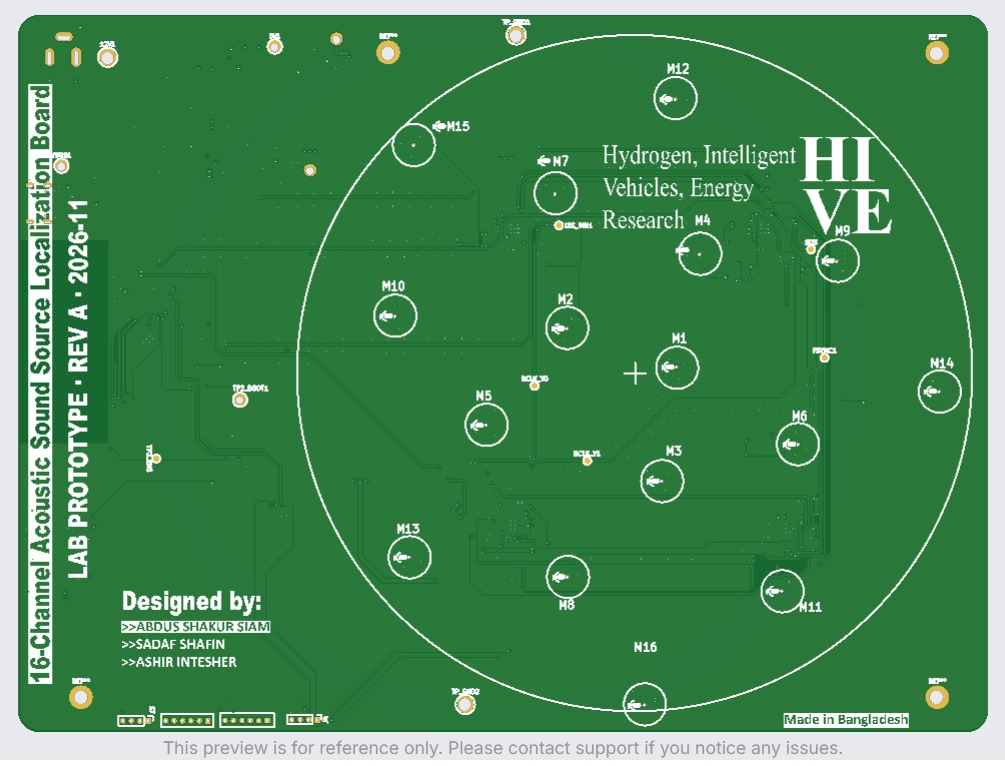 M12
M15
M7
Hydrogen, Intelligent
Vehicles, Energy
Research
HI
VE
M4
M9
M10
M2
M1
M14
M5
M6
M3
M13
M8
M11
M16
16-Channel Acoustic Sound Source Localization Board
LAB PROTOTYPE · REV A · 2026-11
Designed by:
>>ABDUS SHAKUR SIAM
>>SADAF SHAFIN
>>ASHIR INTESHER
Made in Bangladesh
This preview is for reference only. Please contact support if you notice any issues.